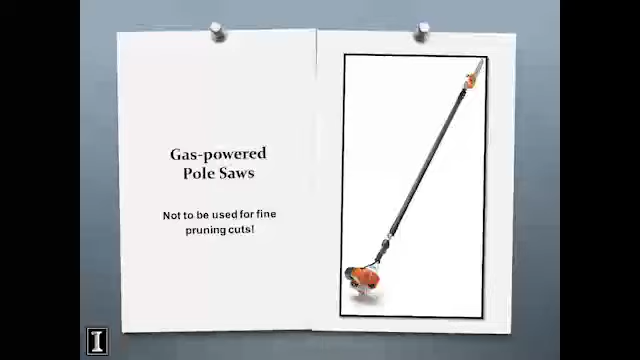 Gas-powered
Pole Saws
Not to be used for fine
pruning cuts!
I